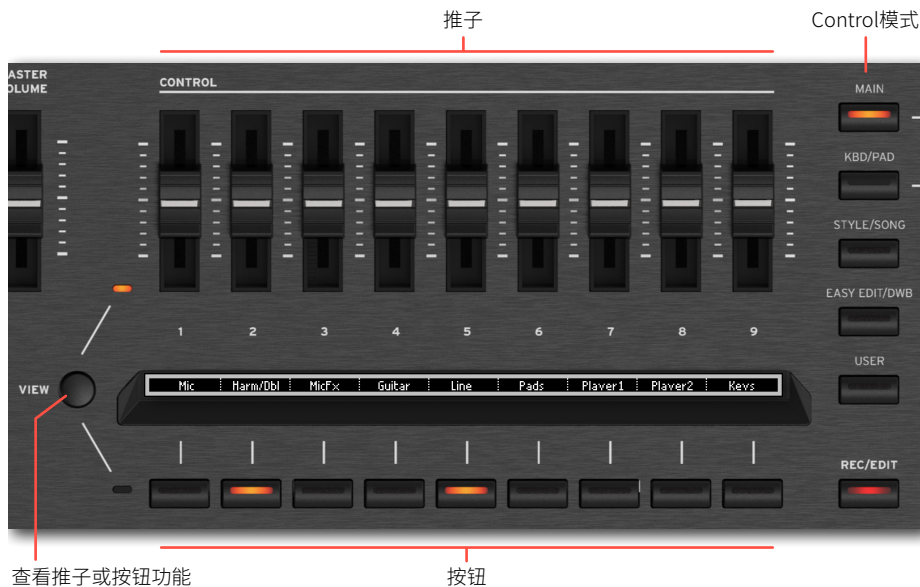 推子
Control模式
ASTER
OLUME
CONTROL
MAIN
KBD/PAD
STYLE/SONG
EASY EDIT/DWB
USER
1 2 3 4 5 6 7 8 9
VIEW
Mic Harm/Dbl MicFx Guitar Line Pads Player1 Player2 Keys
REC/EDIT
查看推子或按钮功能
按钮